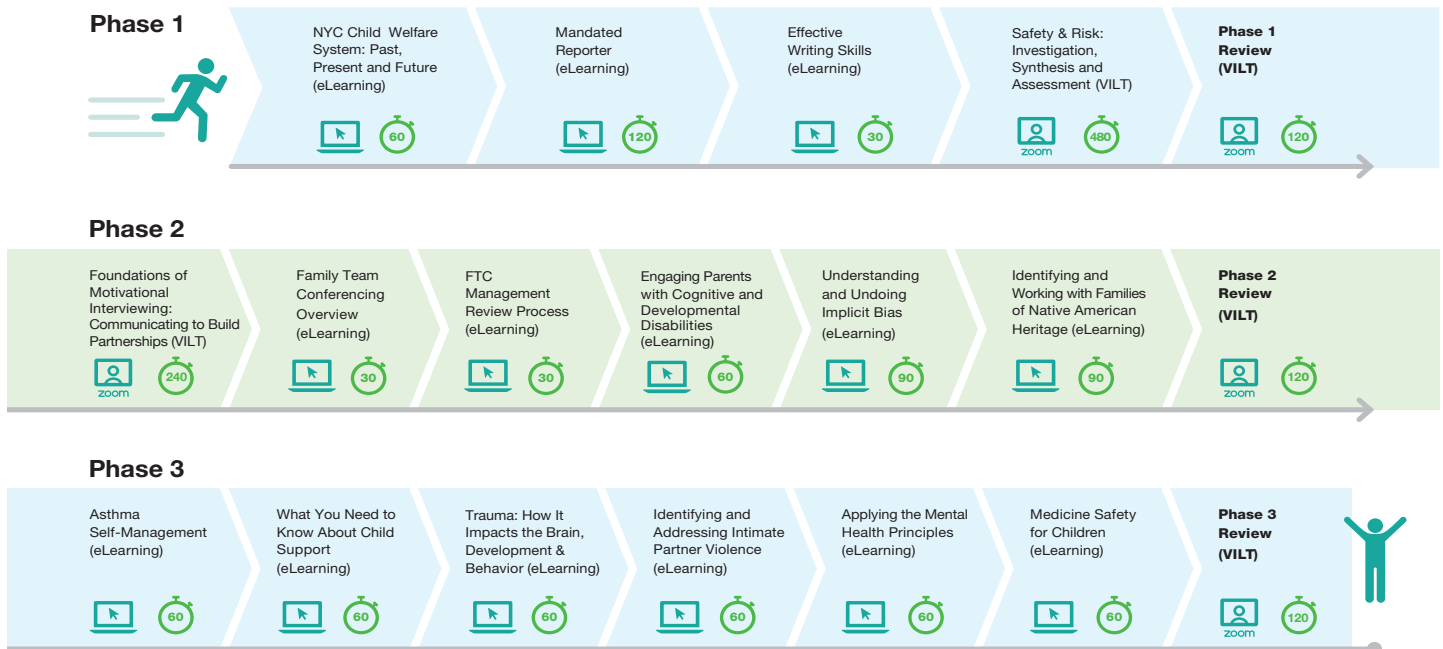 Phase 1
NYC Child Welfare
System: Past,
Present and Future
(eLearning)
60
Mandated
Reporter
(eLearning)
120
Effective
Writing Skills
(eLearning)
30
Safety & Risk:
Investigation,
Synthesis and
Assessment (VILT)
zoom
480
Phase 1
Review
(VILT)
zoom
120
Phase 2
Foundations of
Motivational
Interviewing:
Communicating to Build
Partnerships (VILT)
zoom
240
Family Team
Conferencing
Overview
(eLearning)
30
FTC
Management
Review Process
(eLearning)
30
Engaging Parents
with Cognitive and
Developmental
Disabilities
(eLearning)
60
Understanding
and Undoing
Implicit Bias
(eLearning)
90
Identifying and
Working with Families
of Native American
Heritage (eLearning)
90
Phase 2
Review
(VILT)
zoom
120
Phase 3
Asthma
Self-Management
(eLearning)
60
What You Need to
Know About Child
Support
(eLearning)
60
Trauma: How It
Impacts the Brain,
Development &
Behavior (eLearning)
60
Identifying and
Addressing Intimate
Partner Violence
(eLearning)
60
Applying the Mental
Health Principles
(eLearning)
60
Medicine Safety
for Children
(eLearning)
60
Phase 3
Review
(VILT)
zoom
120